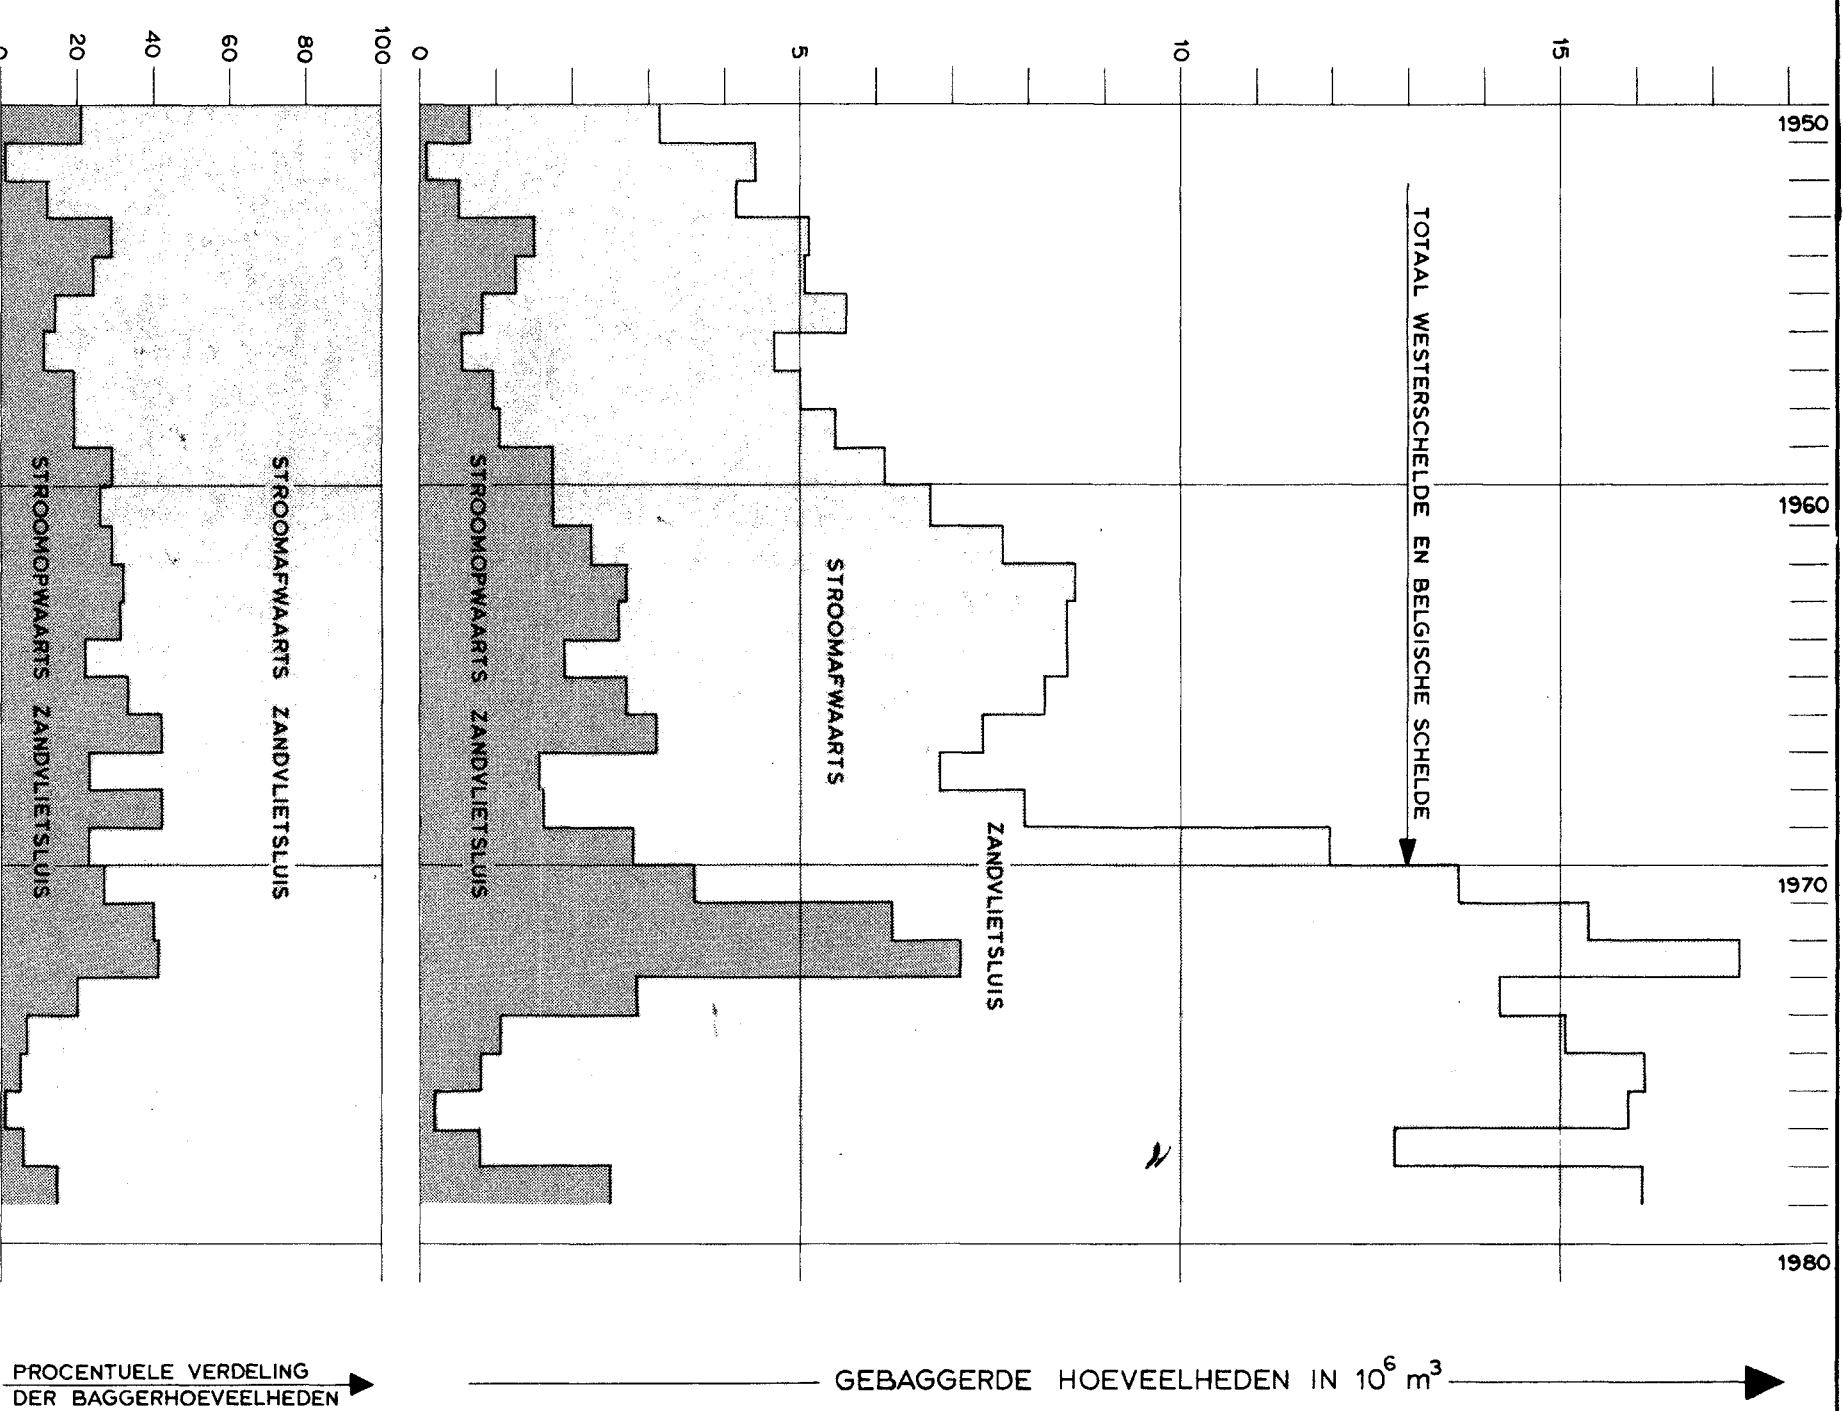 0 20 40 60 80 100
0 5 10 15
1950
1960
1970
1980
TOTAAL WESTERSCHELDE EN BELGISCHE SCHELDE
STROOMAFWAARTS
ZANDVLIETSLUIS
STROOMOPWAARTS ZANDVLIETSLUIS
STROOMAFWAARTS ZANDVLIETSLUIS
STROOMOPWAARTS ZANDVLIETSLUIS
PROCENTUELE VERDELING
DER BAGGERHOEVEELHEDEN
GEBAGGERDE HOEVEELHEDEN IN 10⁶ m³